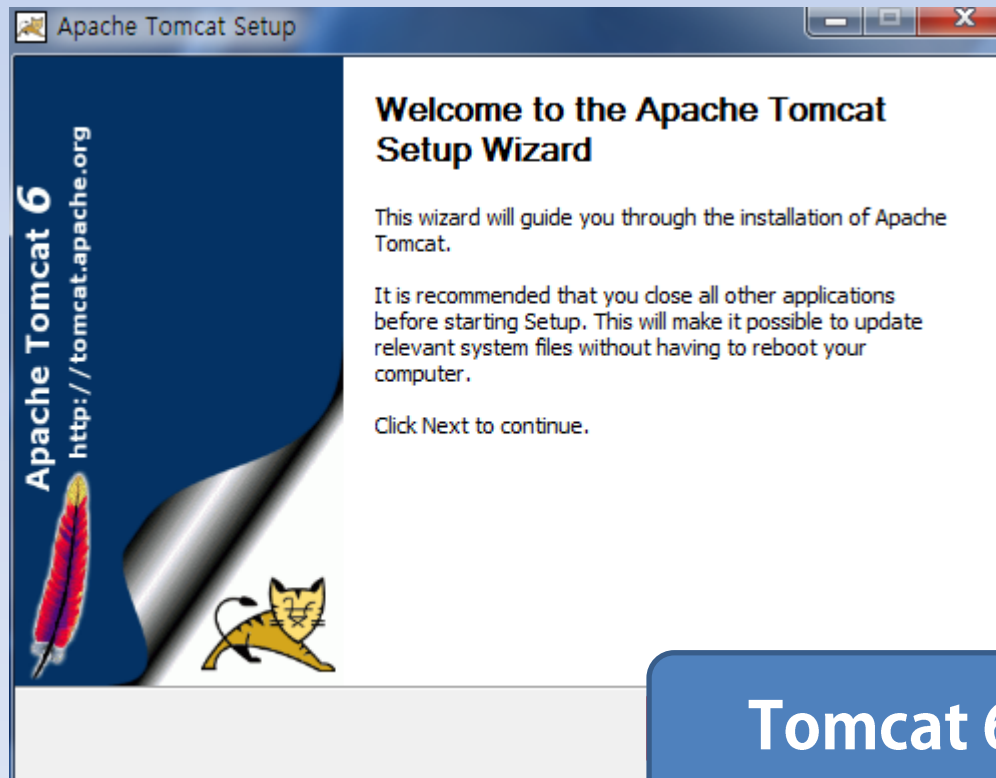 Apache Tomcat Setup
Apache Tomcat 6
http://tomcat.apache.org
Welcome to the Apache Tomcat
Setup Wizard
This wizard will guide you through the installation of Apache
Tomcat.
It is recommended that you close all other applications
before starting Setup. This will make it possible to update
relevant system files without having to reboot your
computer.
Click Next to continue.
Tomcat 6